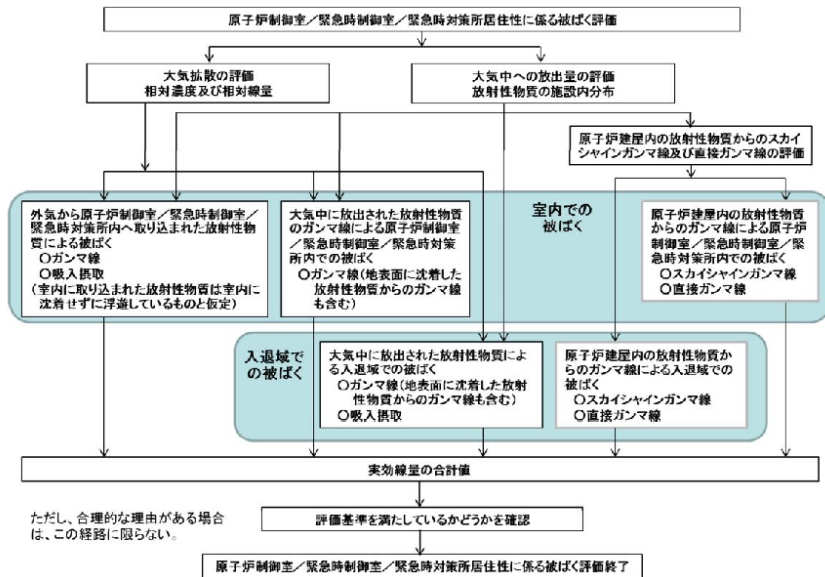 原子炉制御室／緊急時制御室／緊急時対策所居住性に係る被ばく評価
大気拡散の評価
相対濃度及び相対線量
大気中への放出量の評価
放射性物質の施設内分布
原子炉建屋内の放射性物質からのスカイ
シャインガンマ線及び直接ガンマ線の評価
室内での
被ばく
外気から原子炉制御室／緊急時制御室／
緊急時対策所内へ取り込まれた放射性物
質による被ばく
○ガンマ線
○吸入摂取
(室内に取り込まれた放射性物質は室内に
沈着せずに浮遊しているものと仮定)
大気中に放出された放射性物質の
ガンマ線による原子炉制御室
／緊急時制御室／緊急時対策所
内での被ばく
○ガンマ線(地表面に沈着した
放射性物質からのガンマ線
も含む)
原子炉建屋内の放射性物質
からのガンマ線による原子炉
制御室／緊急時制御室／緊
急時対策所内での被ばく
○スカイシャインガンマ線
○直接ガンマ線
入退域で
の被ばく
大気中に放出された放射性物質によ
る入退域での被ばく
○ガンマ線(地表面に沈着した放射
性物質からのガンマ線も含む)
○吸入摂取
原子炉建屋内の放射性物質か
らのガンマ線による入退域での
被ばく
○スカイシャインガンマ線
○直接ガンマ線
実効線量の合計値
ただし、合理的な理由がある場合
は、この経路に限らない。
評価基準を満たしているかどうかを確認
原子炉制御室／緊急時制御室／緊急時対策所居住性に係る被ばく評価終了